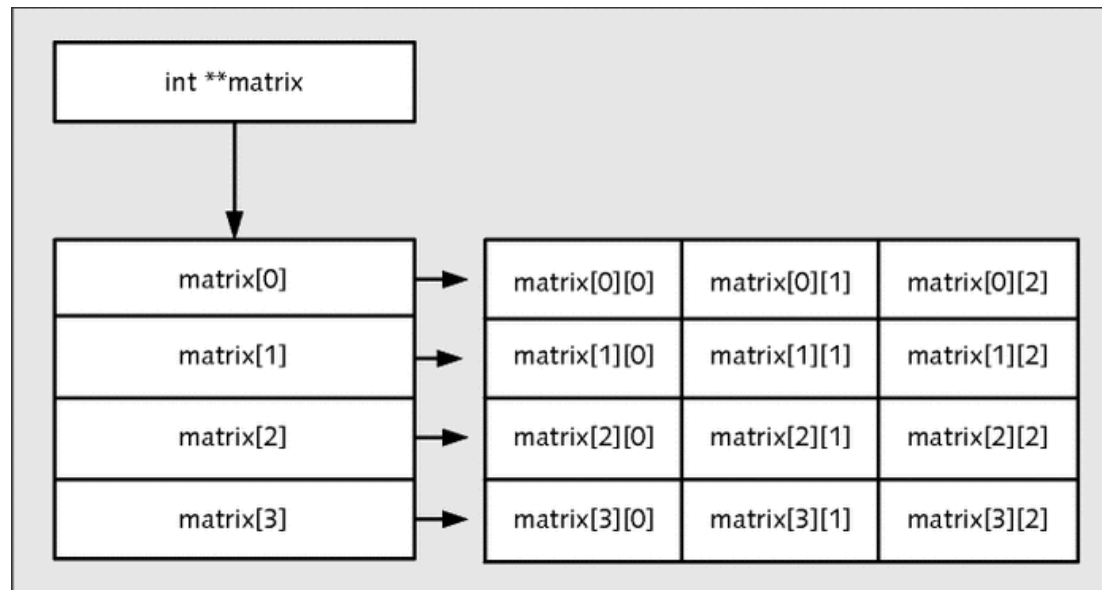 int **matrix
matrix[0] matrix[0][0] matrix[0][1] matrix[0][2]
matrix[1] matrix[1][0] matrix[1][1] matrix[1][2]
matrix[2] matrix[2][0] matrix[2][1] matrix[2][2]
matrix[3] matrix[3][0] matrix[3][1] matrix[3][2]